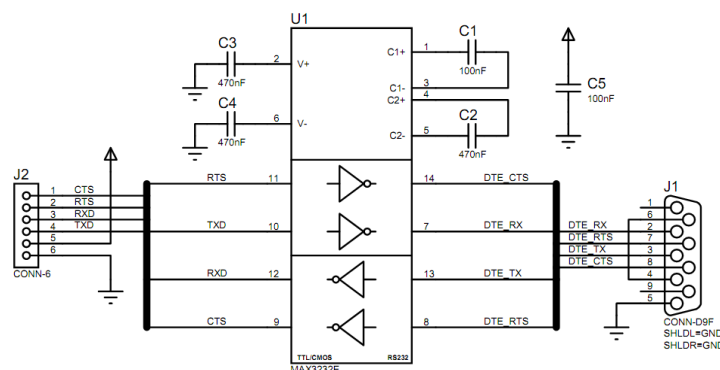 U1
C3
2
V+
470nF
C1+
1
C1
100nF
C1-
3
C2+
4
C4
6
V-
470nF
C2-
5
C2
470nF
C5
100nF
J2
1
CTS
2
RTS
3
RXD
4
TXD
5
6
CONN-6
RTS
11
14
DTE_CTS
TXD
10
7
DTE_RX
RXD
12
13
DTE_TX
CTS
9
8
DTE_RTS
TTL/CMOS
RS232
MAX3232E
J1
1
6
DTE_RX
2
DTE_RTS
7
DTE_TX
3
DTE_CTS
8
4
9
5
CONN-D9F
SHLDL=GND
SHLDR=GND